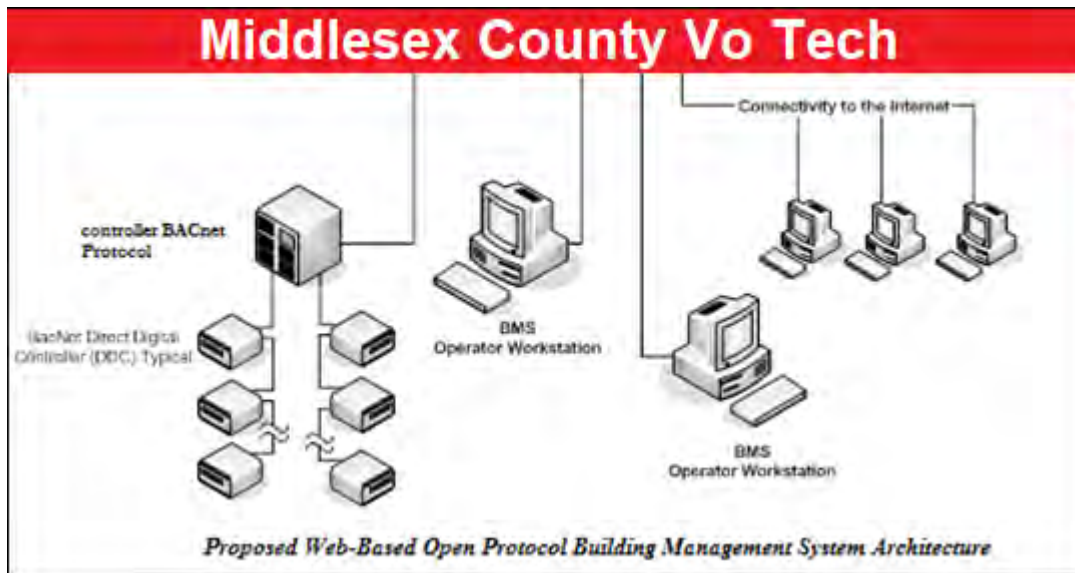 Middlesex County Vo Tech
Connectivity to the Internet
controller BACnet
Protocol
BacNet Direct Digital
Controller (DDC) Typical
BMS
Operator Workstation
BMS
Operator Workstation
Proposed Web-Based Open Protocol Building Management System Architecture